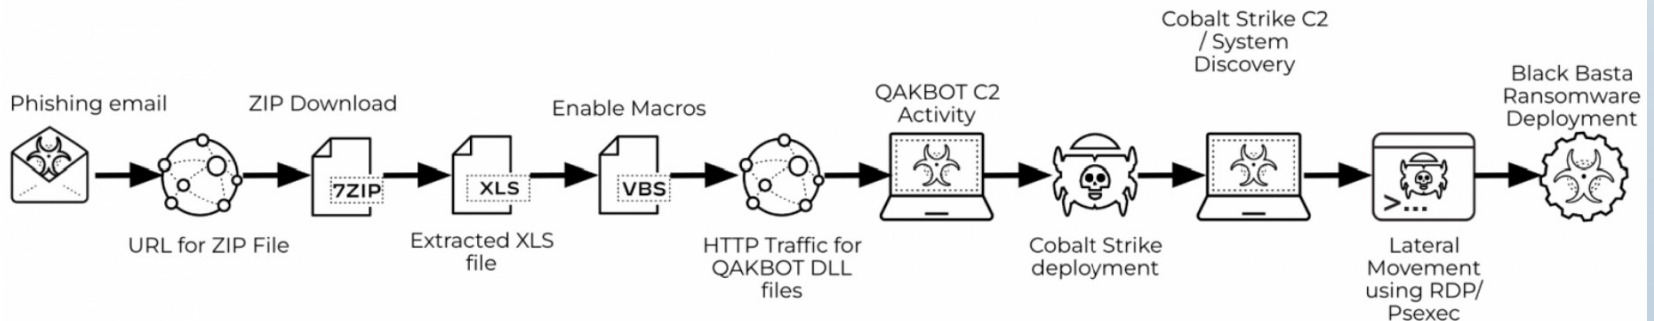 Phishing email
URL for ZIP File
ZIP Download
7ZIP
XLS
Extracted XLS
file
Enable Macros
VBS
HTTP Traffic for
QAKBOT DLL
files
QAKBOT C2
Activity
Cobalt Strike
deployment
Cobalt Strike C2
/ System
Discovery
>...
Lateral
Movement
using RDP/
Psexec
Black Basta
Ransomware
Deployment